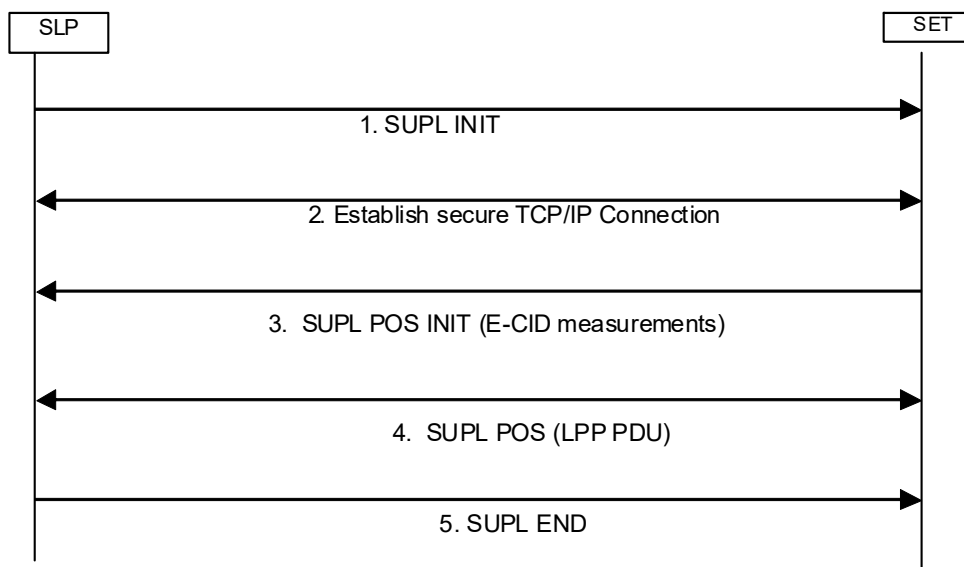 SLP
SET
1. SUPL INIT
2. Establish secure TCP/IP Connection
3. SUPL POS INIT (E-CID measurements)
4. SUPL POS (LPP PDU)
5. SUPL END